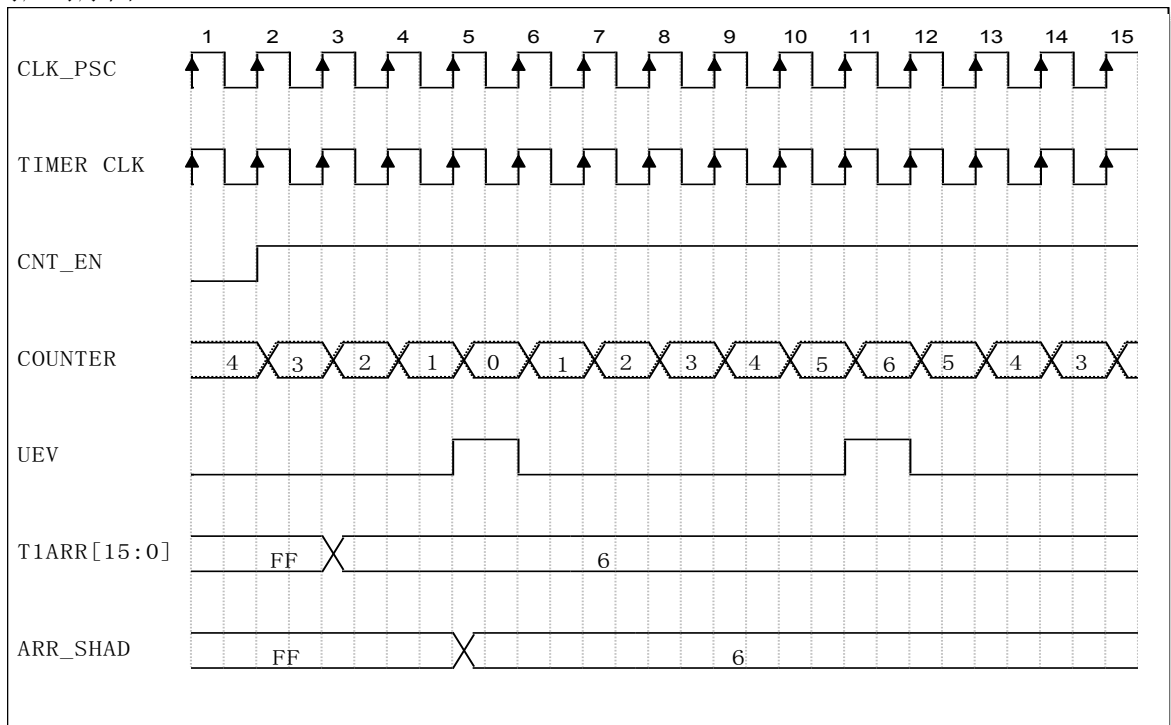 1 2 3 4 5 6 7 8 9 10 11 12 13 14 15
CLK_PSC
TIMER CLK
CNT_EN
COUNTER 4 3 2 1 0 1 2 3 4 5 6 5 4 3
UEV
T1ARR[15:0] FF 6
ARR_SHAD FF 6